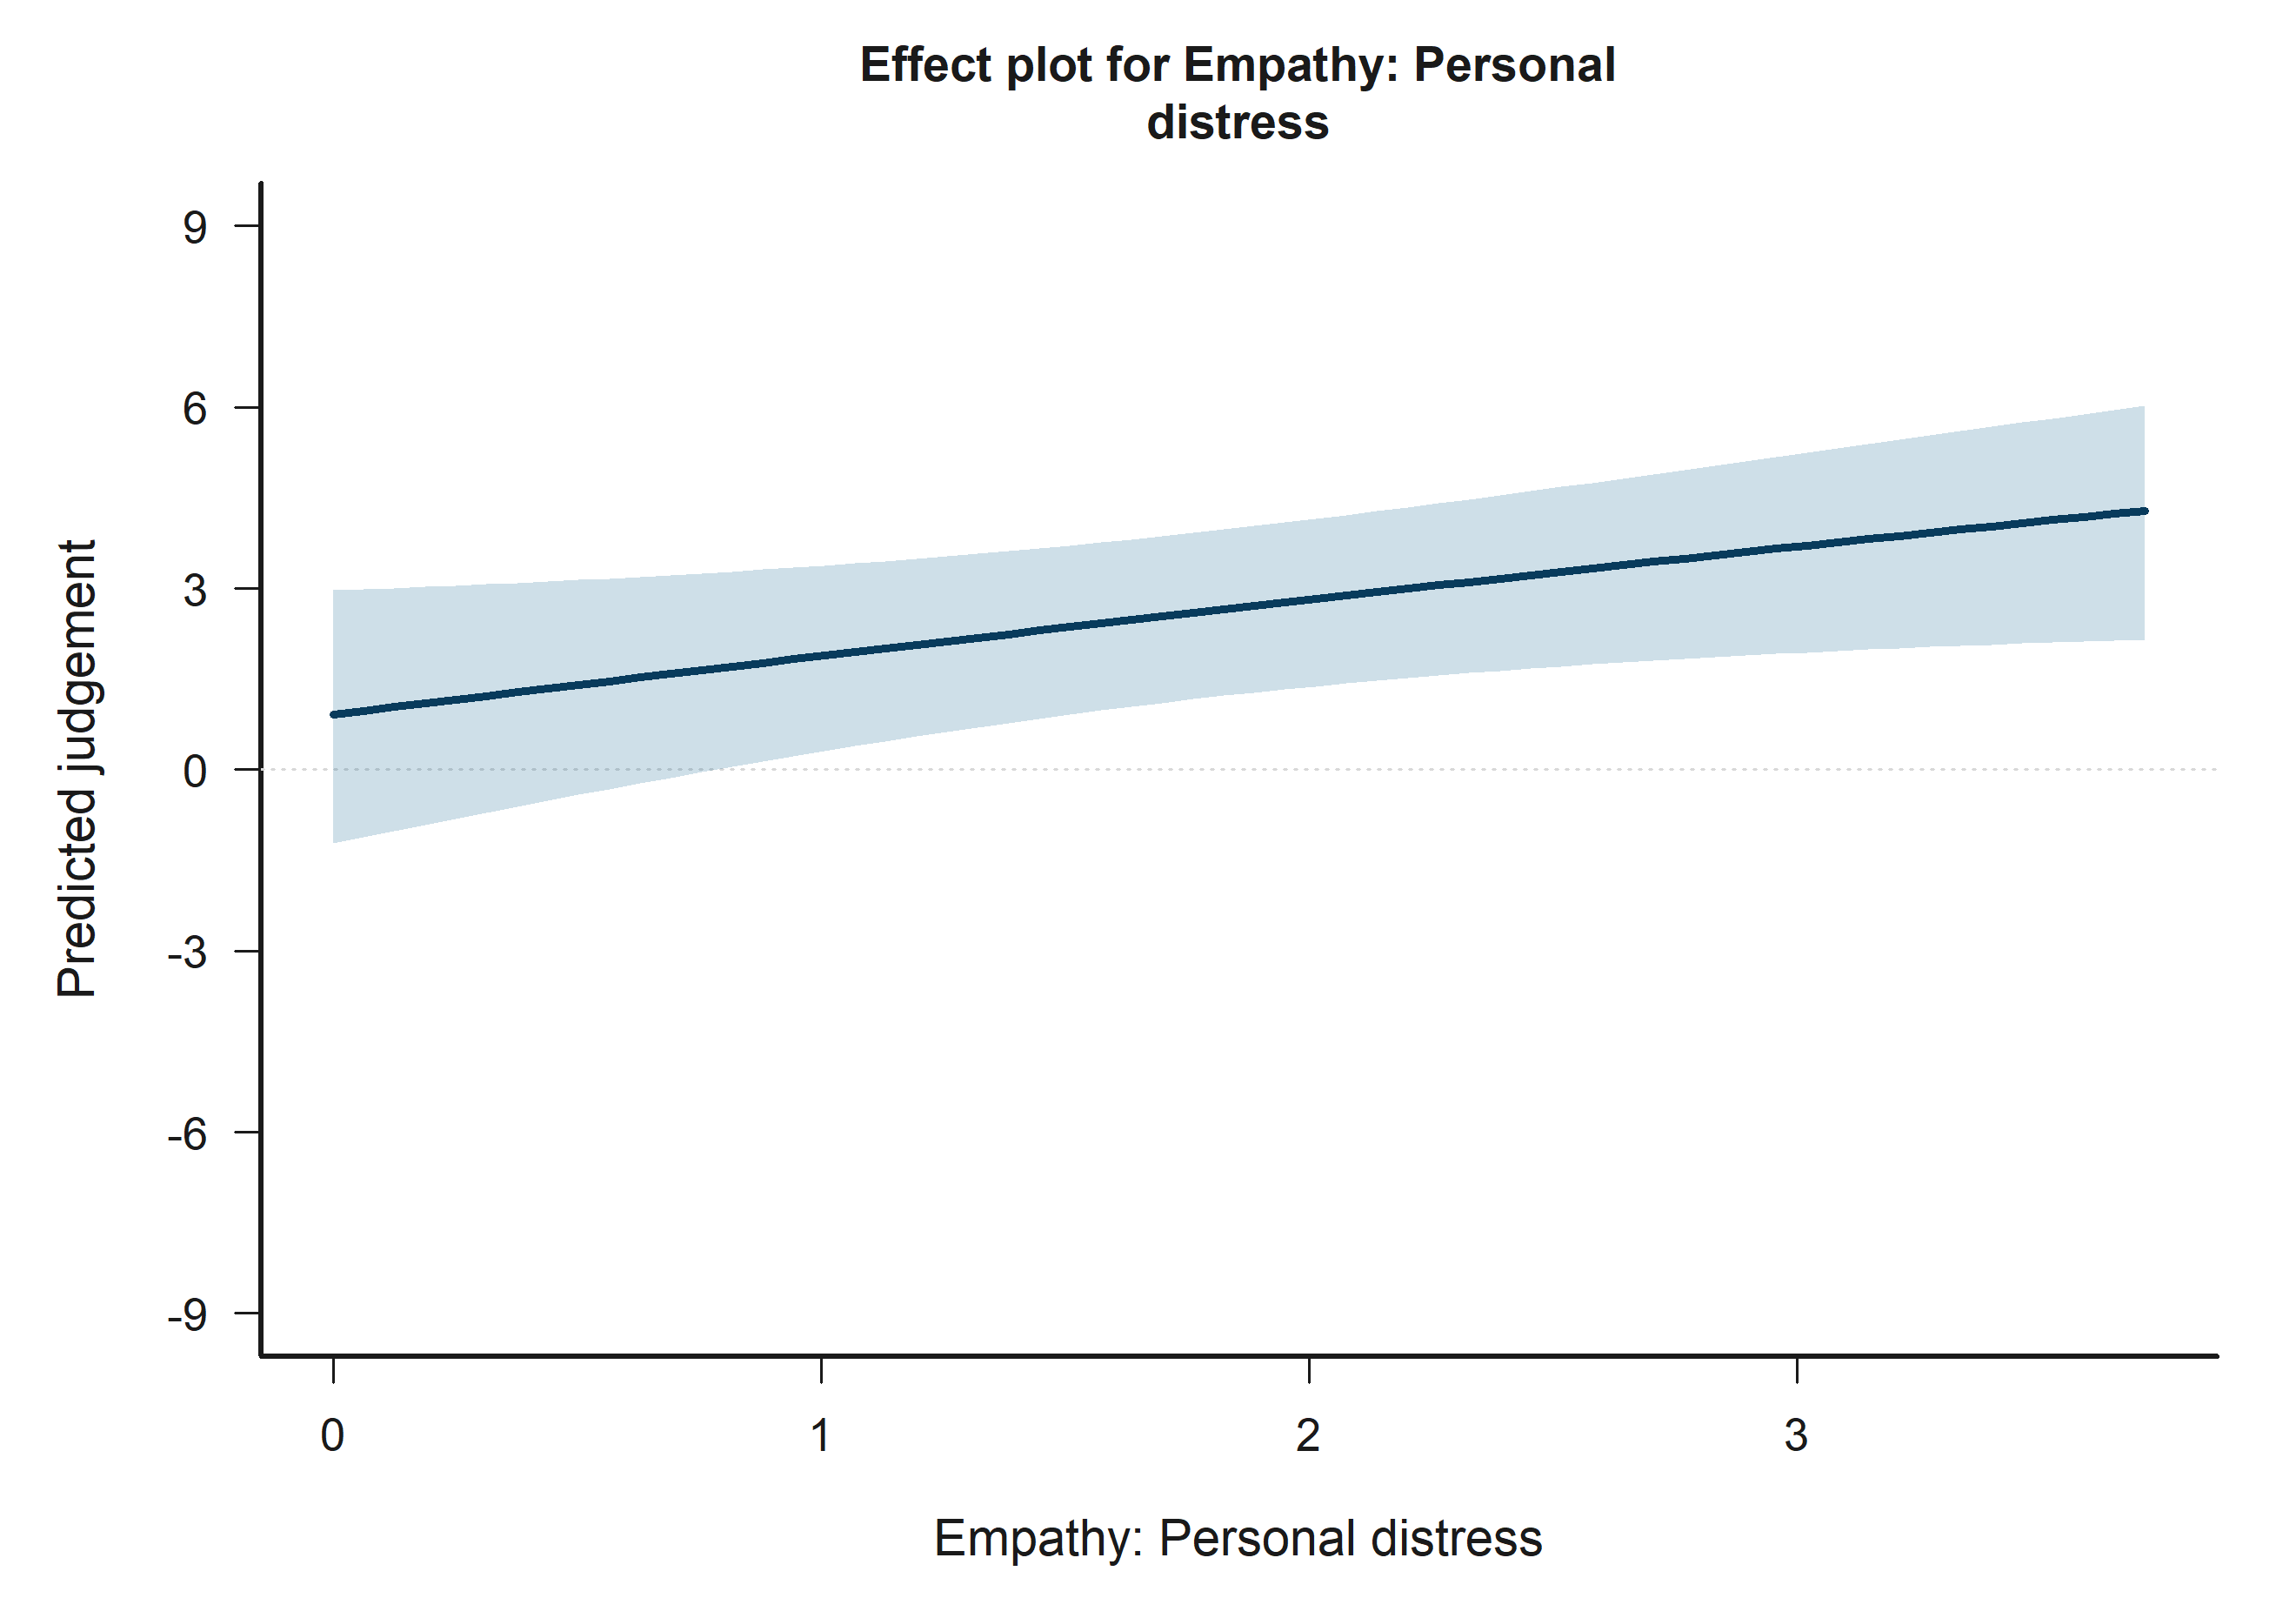 Effect plot for Empathy: Personal
distress
9
6
3
0
-3
-6
-9
Predicted judgement
0
1
2
3
Empathy: Personal distress